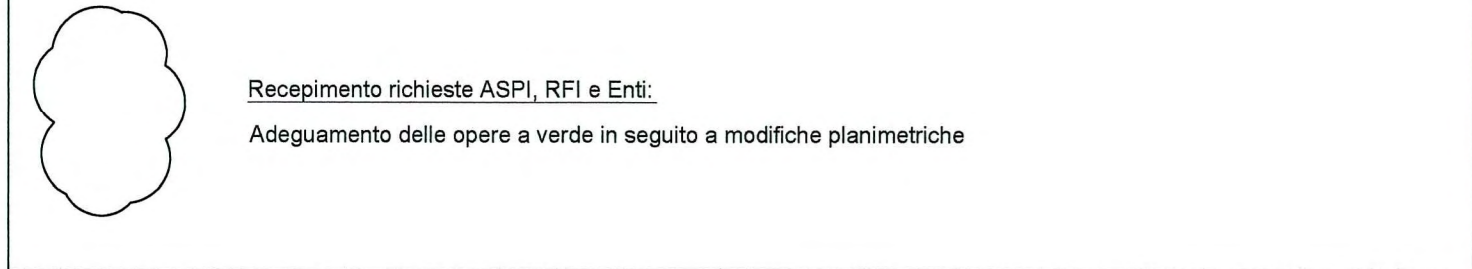 Recepimento richieste ASPI, RFI e Enti:
Adeguamento delle opere a verde in seguito a modifiche planimetriche